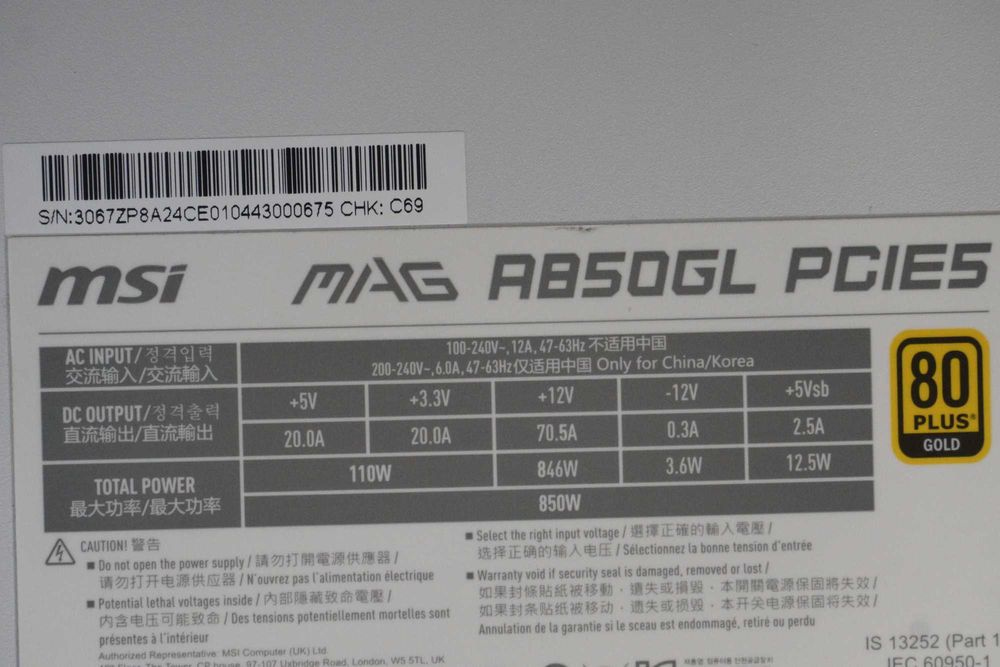 S/N:3067ZP8A24CE010443000675 CHK: C69
msi MAG A850GL PCIE5
AC INPUT/정격입력
交流输入/交流輸入
100-240V~, 12A, 47-63Hz 不适用中国
200-240V~, 6.0A, 47-63Hz仅适用中国 Only for China/Korea
DC OUTPUT/정격출력
直流输出/直流輸出
+5V +3.3V +12V -12V +5Vsb
20.0A 20.0A 70.5A 0.3A 2.5A
TOTAL POWER
最大功率/最大功率
110W 846W 3.6W 12.5W
850W
80
PLUS®
GOLD
CAUTION! 警告
■ Do not open the power supply / 請勿打開電源供應器 /
请勿打开电源供应器 / N'ouvrez pas l'alimentation électrique
■ Potential lethal voltages inside / 內部隱藏致命電壓 /
内含电压可能致命 / Des tensions potentiellement mortelles sont
présentes à l'intérieur
Authorized Representative: MSI Computer (UK) Ltd.
The Tower, CP house, 97-107 Uxbridge Road, London, W5 5TL, UK
■ Select the right input voltage / 選擇正確的輸入電壓 /
选择正确的输入电压 / Sélectionnez la bonne tension d'entrée
■ Warranty void if security seal is damaged, removed or lost /
如果封條貼紙被移動﹐遺失或損毀﹐本開關電源保固將失效 /
如果封条贴纸被移动﹐遗失或损毁﹐本开关电源保固将失效 /
Annulation de la garantie si le sceau est endommagé, retiré ou perdu
IS 13252 (Part 1
IEC 60950-1